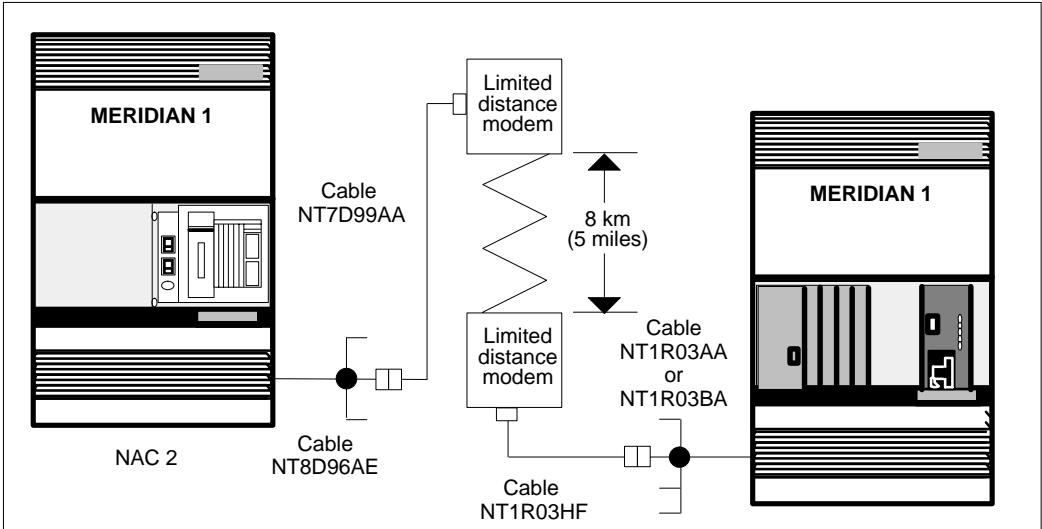 MERIDIAN 1
Cable
NT7D99AA
Limited
distance
modem
8 km
(5 miles)
MERIDIAN 1
Limited
distance
modem
Cable
NT1R03AA
or
NT1R03BA
NAC 2
Cable
NT8D96AE
Cable
NT1R03HF